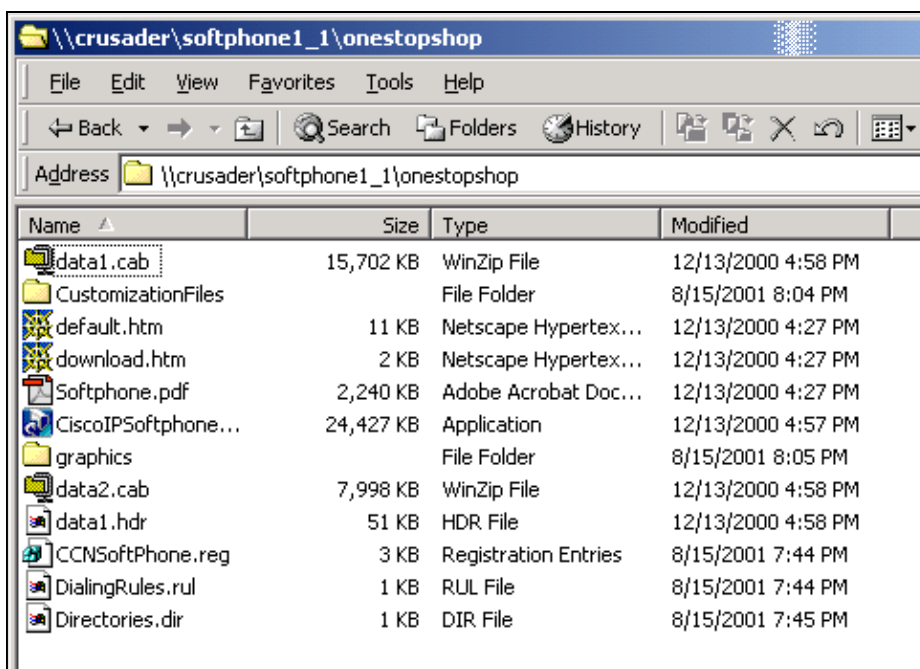 \\crusader\softphone1_1\onestopshop
File Edit View Favorites Tools Help
Back Search Folders History
Address \\crusader\softphone1_1\onestopshop
Name Size Type Modified
data1.cab 15,702 KB WinZip File 12/13/2000 4:58 PM
CustomizationFiles File Folder 8/15/2001 8:04 PM
default.htm 11 KB Netscape Hypertex... 12/13/2000 4:27 PM
download.htm 2 KB Netscape Hypertex... 12/13/2000 4:27 PM
Softphone.pdf 2,240 KB Adobe Acrobat Doc... 12/13/2000 4:27 PM
CiscoIPSoftphone... 24,427 KB Application 12/13/2000 4:57 PM
graphics File Folder 8/15/2001 8:05 PM
data2.cab 7,998 KB WinZip File 12/13/2000 4:58 PM
data1.hdr 51 KB HDR File 12/13/2000 4:58 PM
CCNSoftPhone.reg 3 KB Registration Entries 8/15/2001 7:44 PM
DialingRules.rul 1 KB RUL File 8/15/2001 7:44 PM
Directories.dir 1 KB DIR File 8/15/2001 7:45 PM